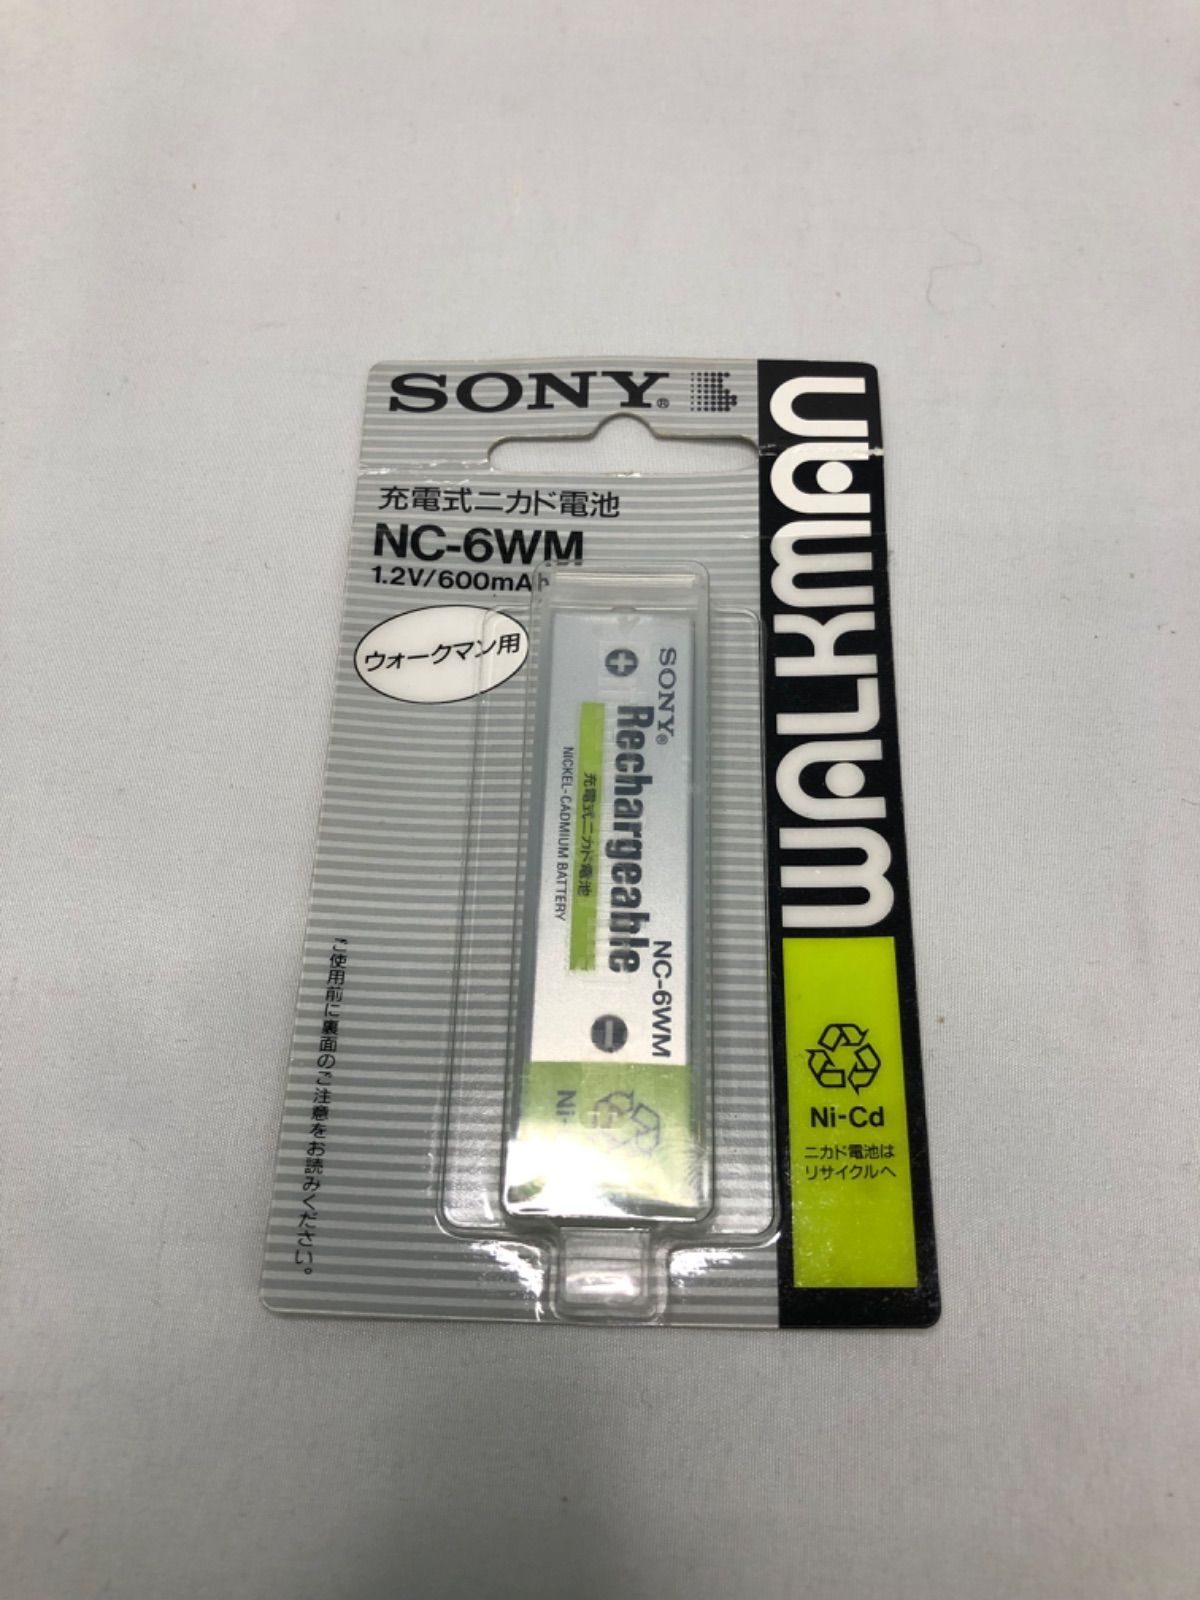 SONY®
充電式ニカド電池
NC-6WM
1.2V/600mAh
ウォークマン用
WALKMAN
SONY®
Rechargeable
NC-6WM
充電式ニカド電池
NICKEL-CADMIUM BATTERY
Ni-
ご使用前に裏面のご注意をお読みください。
Ni-Cd
ニカド電池は
リサイクルへ